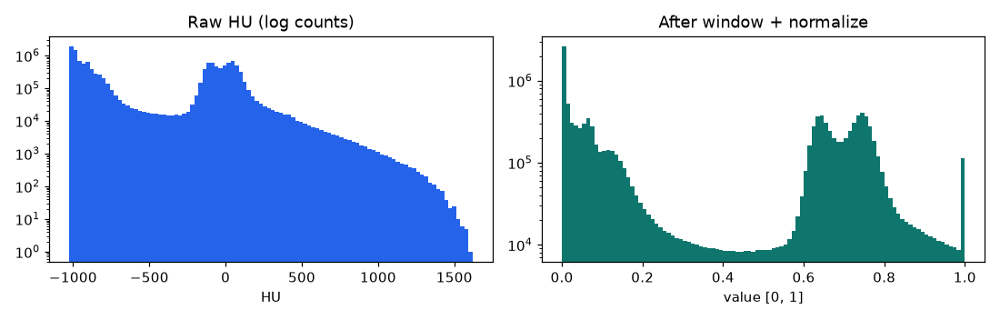 Raw HU (log counts)
10⁶
10⁵
10⁴
10³
10²
10¹
10⁰
−1000 −500 0 500 1000 1500
HU
After window + normalize
10⁶
10⁵
10⁴
0.0 0.2 0.4 0.6 0.8 1.0
value [0, 1]